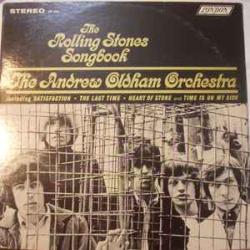 STEREO
LONDON
The
Rolling Stones
Songbook
The Andrew Oldham Orchestra
including SATISFACTION • THE LAST TIME • HEART OF STONE and TIME IS ON MY SIDE